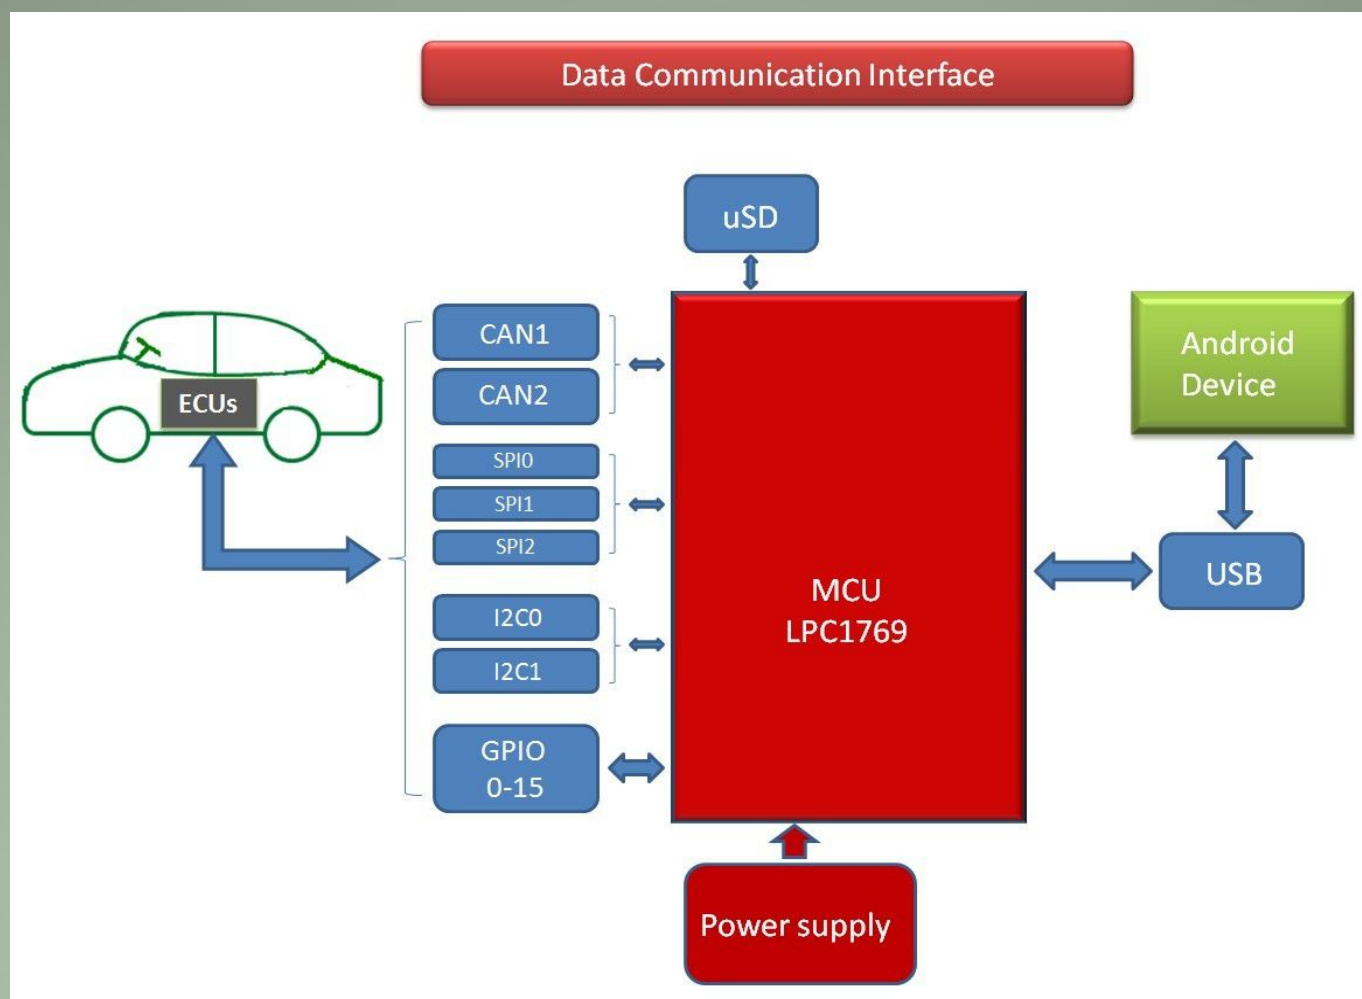 Data Communication Interface
uSD
CAN1
CAN2
SPI0
SPI1
SPI2
I2C0
I2C1
GPIO
0-15
ECUs
MCU
LPC1769
Android
Device
USB
Power supply